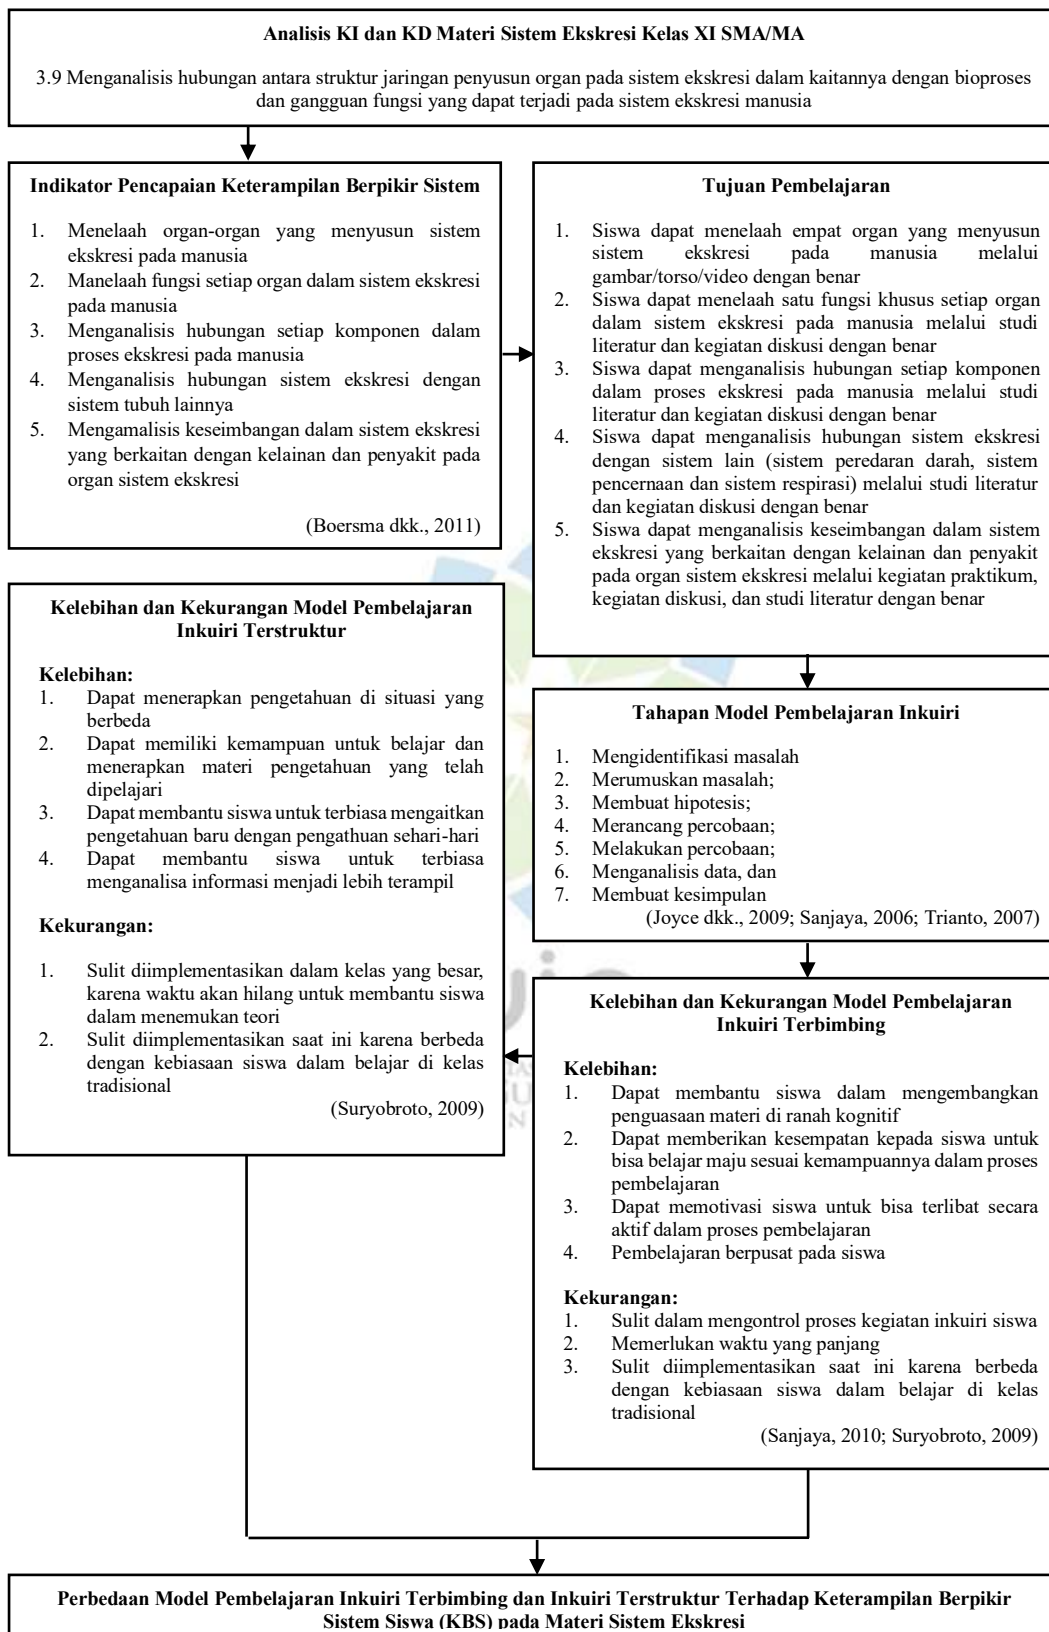 Analisis KI dan KD Materi Sistem Ekskresi Kelas XI SMA/MA
3.9 Menganalisis hubungan antara struktur jaringan penyusun organ pada sistem ekskresi dalam kaitannya dengan bioproses
dan gangguan fungsi yang dapat terjadi pada sistem ekskresi manusia
Indikator Pencapaian Keterampilan Berpikir Sistem
1. Menelaah organ-organ yang menyusun sistem
ekskresi pada manusia
2. Manelaah fungsi setiap organ dalam sistem ekskresi
pada manusia
3. Menganalisis hubungan setiap komponen dalam
proses ekskresi pada manusia
4. Menganalisis hubungan sistem ekskresi dengan
sistem tubuh lainnya
5. Mengamalisis keseimbangan dalam sistem ekskresi
yang berkaitan dengan kelainan dan penyakit pada
organ sistem ekskresi
(Boersma dkk., 2011)
Tujuan Pembelajaran
1. Siswa dapat menelaah empat organ yang menyusun
sistem ekskresi pada manusia melalui
gambar/torso/video dengan benar
2. Siswa dapat menelaah satu fungsi khusus setiap organ
dalam sistem ekskresi pada manusia melalui studi
literatur dan kegiatan diskusi dengan benar
3. Siswa dapat menganalisis hubungan setiap komponen
dalam proses ekskresi pada manusia melalui studi
literatur dan kegiatan diskusi dengan benar
4. Siswa dapat menganalisis hubungan sistem ekskresi
dengan sistem lain (sistem peredaran darah, sistem
pencernaan dan sistem respirasi) melalui studi literatur
dan kegiatan diskusi dengan benar
5. Siswa dapat menganalisis keseimbangan dalam sistem
ekskresi yang berkaitan dengan kelainan dan penyakit
pada organ sistem ekskresi melalui kegiatan praktikum,
kegiatan diskusi, dan studi literatur dengan benar
Tahapan Model Pembelajaran Inkuiri
1. Mengidentifikasi masalah
2. Merumuskan masalah;
3. Membuat hipotesis;
4. Merancang percobaan;
5. Melakukan percobaan;
6. Menganalisis data, dan
7. Membuat kesimpulan
(Joyce dkk., 2009; Sanjaya, 2006; Trianto, 2007)
Kelebihan dan Kekurangan Model Pembelajaran
Inkuiri Terbimbing
Kelebihan:
1. Dapat membantu siswa dalam mengembangkan
penguasaan materi di ranah kognitif
2. Dapat memberikan kesempatan kepada siswa untuk
bisa belajar maju sesuai kemampuannya dalam proses
pembelajaran
3. Dapat memotivasi siswa untuk bisa terlibat secara
aktif dalam proses pembelajaran
4. Pembelajaran berpusat pada siswa
Kekurangan:
1. Sulit dalam mengontrol proses kegiatan inkuiri siswa
2. Memerlukan waktu yang panjang
3. Sulit diimplementasikan saat ini karena berbeda
dengan kebiasaan siswa dalam belajar di kelas
tradisional
(Sanjaya, 2010; Suryobroto, 2009)
Kelebihan dan Kekurangan Model Pembelajaran
Inkuiri Terstruktur
Kelebihan:
1. Dapat menerapkan pengetahuan di situasi yang
berbeda
2. Dapat memiliki kemampuan untuk belajar dan
menerapkan materi pengetahuan yang telah
dipelajari
3. Dapat membantu siswa untuk terbiasa mengaitkan
pengetahuan baru dengan pengathuan sehari-hari
4. Dapat membantu siswa untuk terbiasa
menganalisa informasi menjadi lebih terampil
Kekurangan:
1. Sulit diimplementasikan dalam kelas yang besar,
karena waktu akan hilang untuk membantu siswa
dalam menemukan teori
2. Sulit diimplementasikan saat ini karena berbeda
dengan kebiasaan siswa dalam belajar di kelas
tradisional
(Suryobroto, 2009)
Perbedaan Model Pembelajaran Inkuiri Terbimbing dan Inkuiri Terstruktur Terhadap Keterampilan Berpikir
Sistem Siswa (KBS) pada Materi Sistem Ekskresi